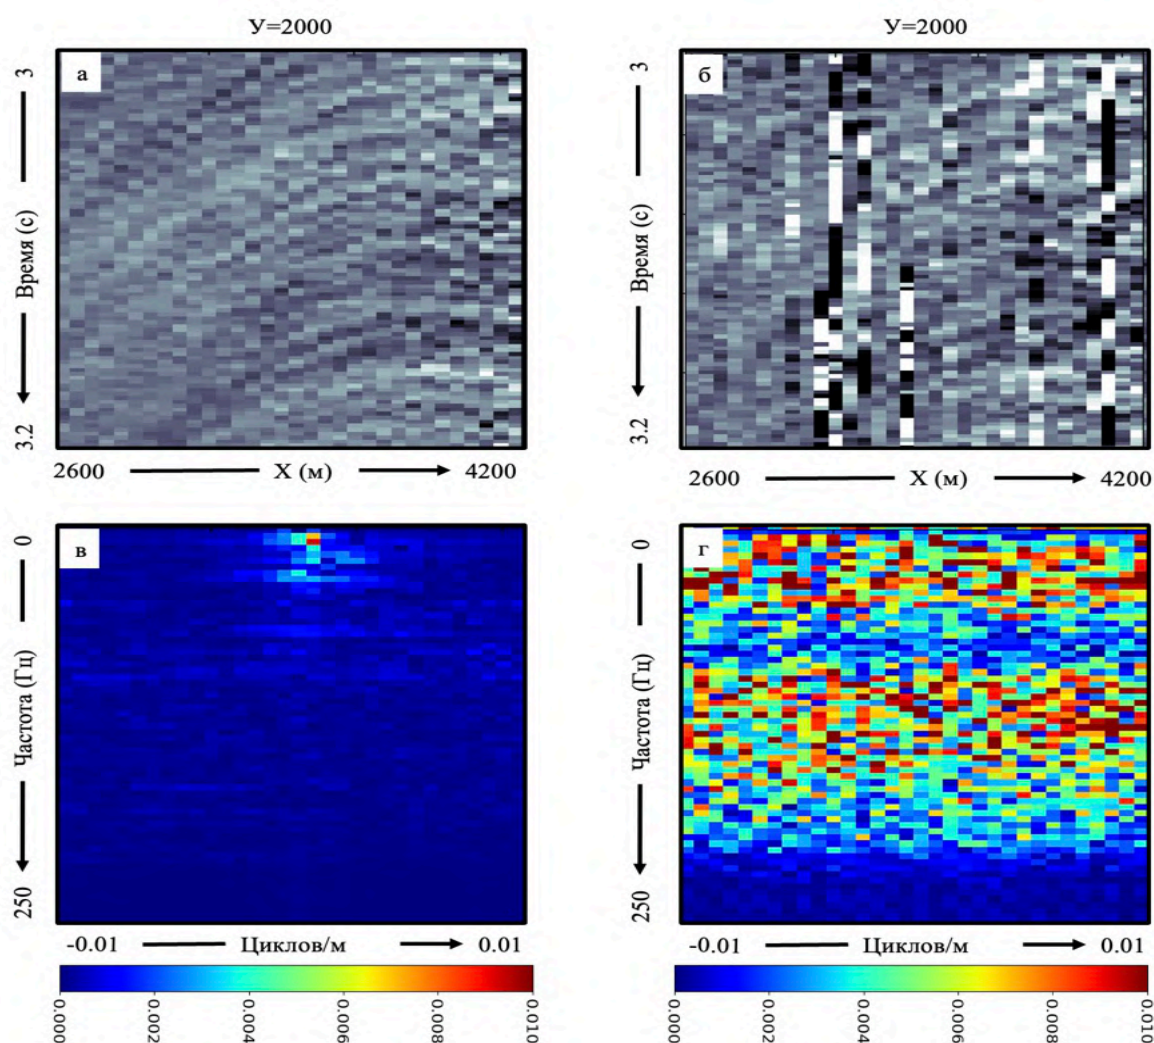 У=2000
У=2000
а
б
3
Время (с)
3.2
3
Время (с)
3.2
2600
X (м)
4200
2600
X (м)
4200
в
г
0
Частота (Гц)
250
0
Частота (Гц)
250
-0.01
Циклов/м
0.01
-0.01
Циклов/м
0.01
0.000
0.002
0.004
0.006
0.008
0.010
0.000
0.002
0.004
0.006
0.008
0.010